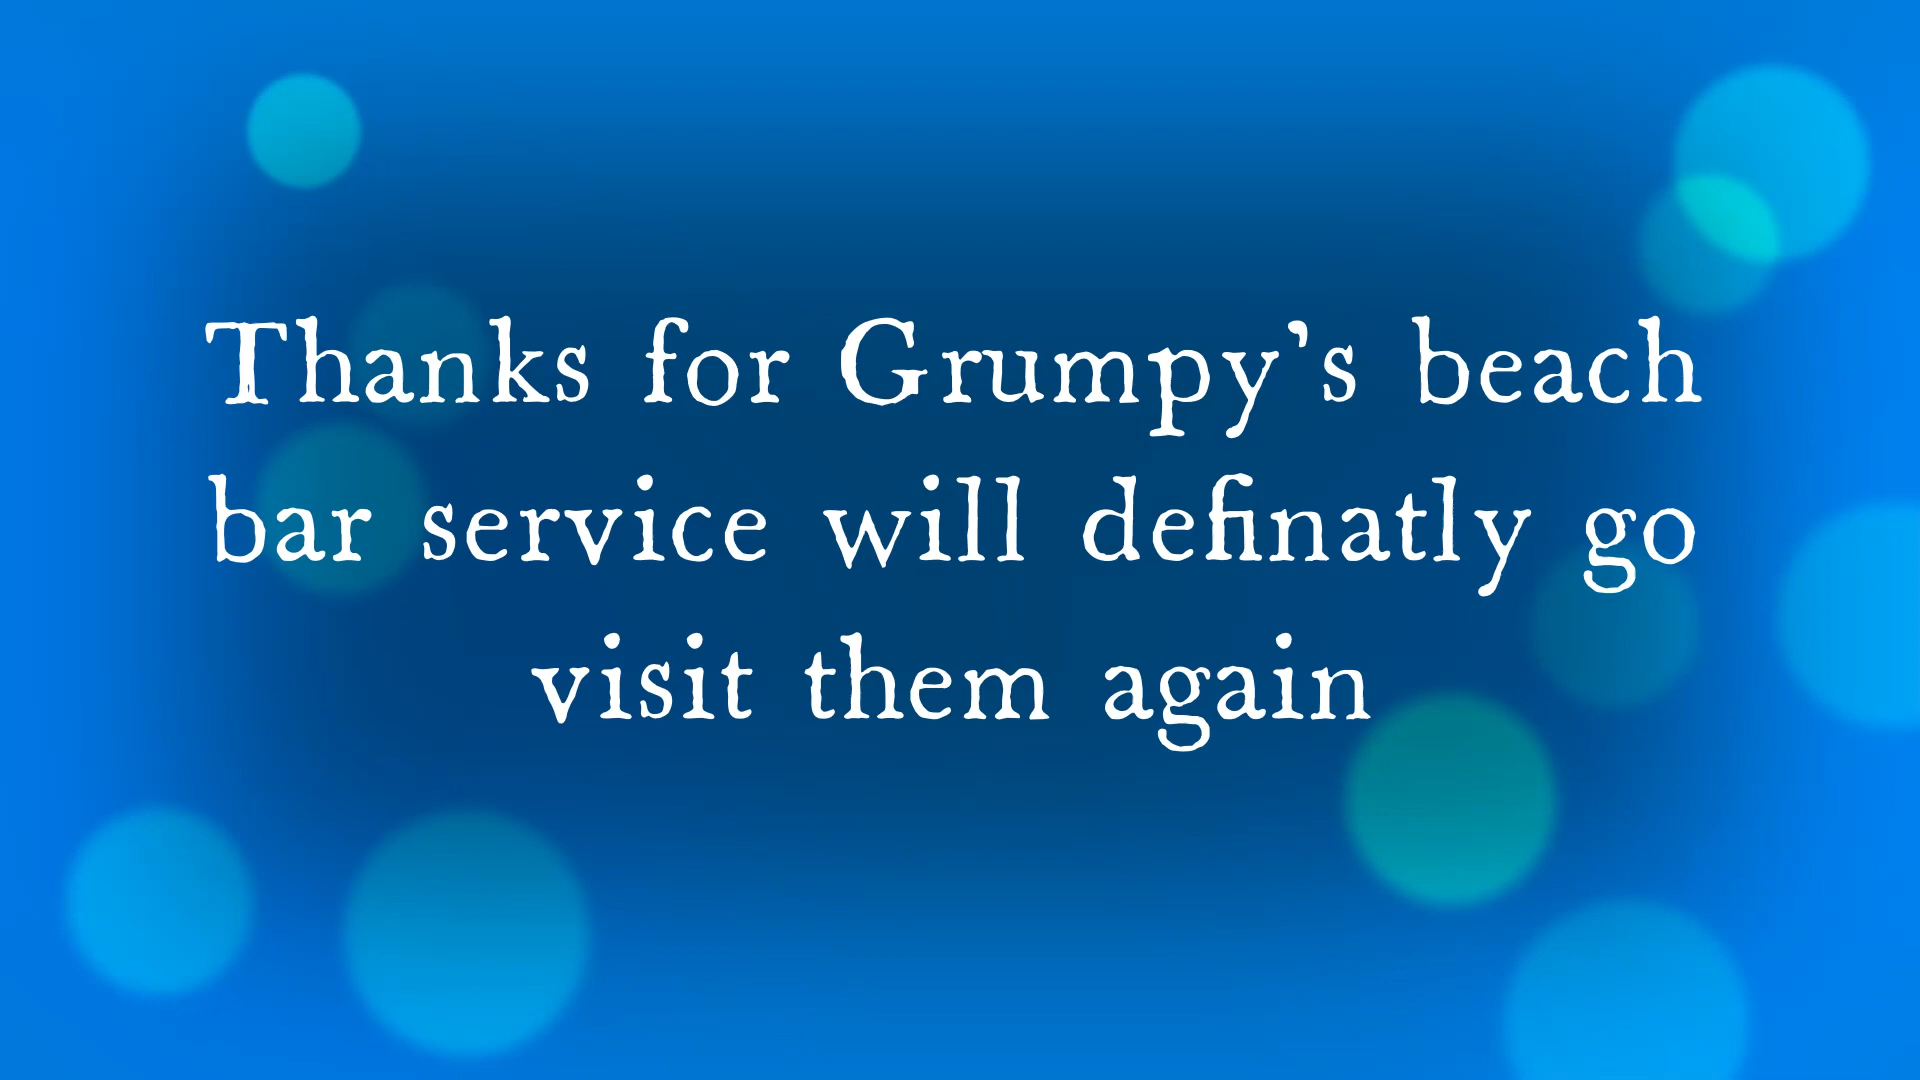 Thanks for Grumpy’s beach
bar service will definatly go
visit them again